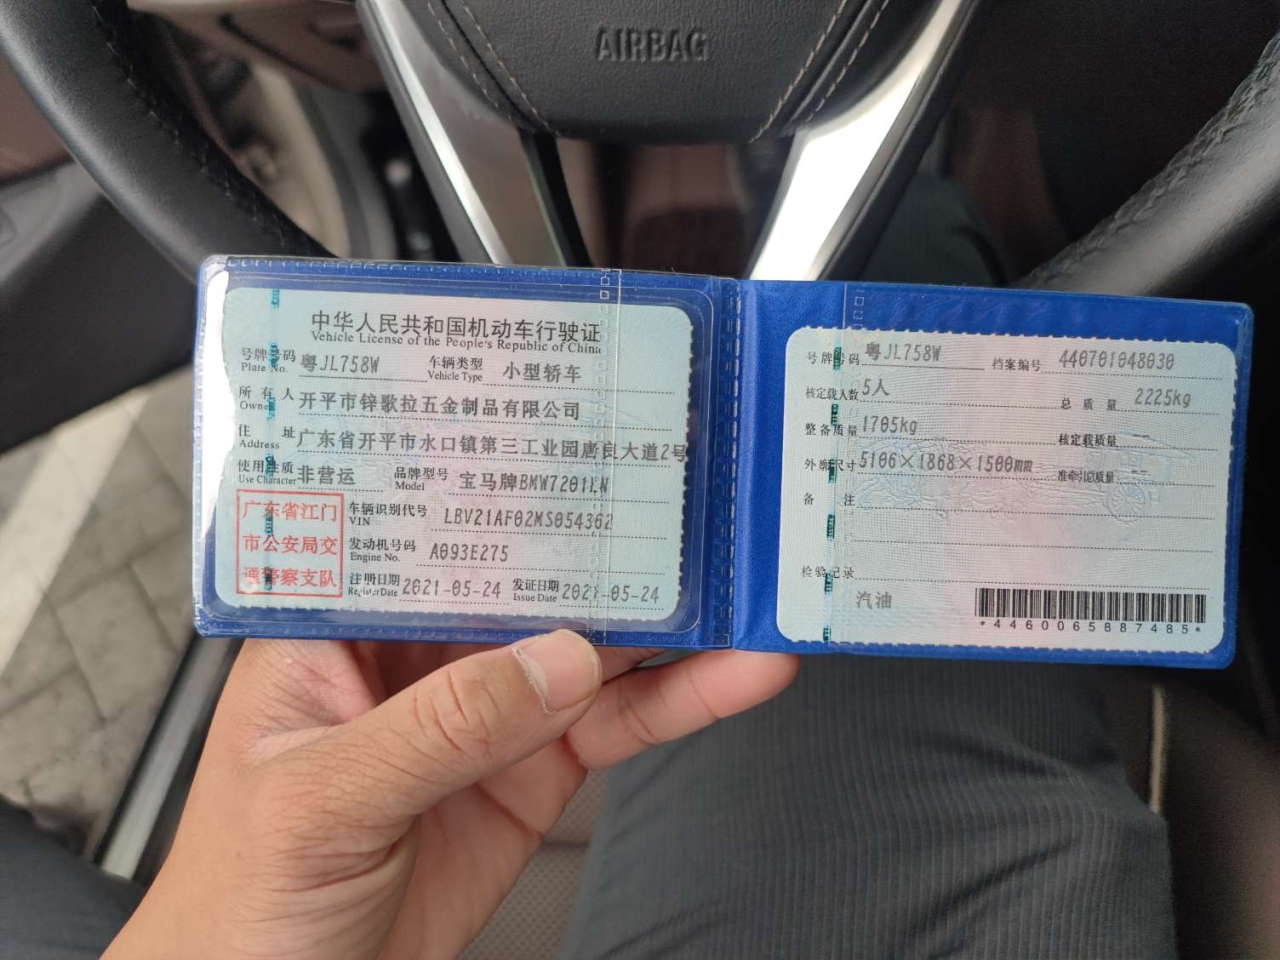 AIRBAG
中华人民共和国机动车行驶证
Vehicle License of the People's Republic of China
号牌号码 粤JL758W 车辆类型 小型轿车
Plate No. Vehicle Type
所有人 开平市锌歌拉五金制品有限公司
Owner
住址 广东省开平市水口镇第三工业园唐良大道2号
Address
使用性质 非营运 品牌型号 宝马牌BMW7201LN
Use Character Model
广东省江门
市公安局交
通警察支队
车辆识别代号 LBV21AF02MS054362
VIN
发动机号码 A093E275
Engine No.
注册日期 2021-05-24 发证日期 2021-05-24
Register Date Issue Date
号牌号码 粤JL758W 档案编号 440701048030
核定载人数 5人 总质量 2225kg
整备质量 1705kg 核定载质量
外廓尺寸 5106×1868×1500mm 准牵引总质量
备注
检验记录
汽油
*4460065887485*